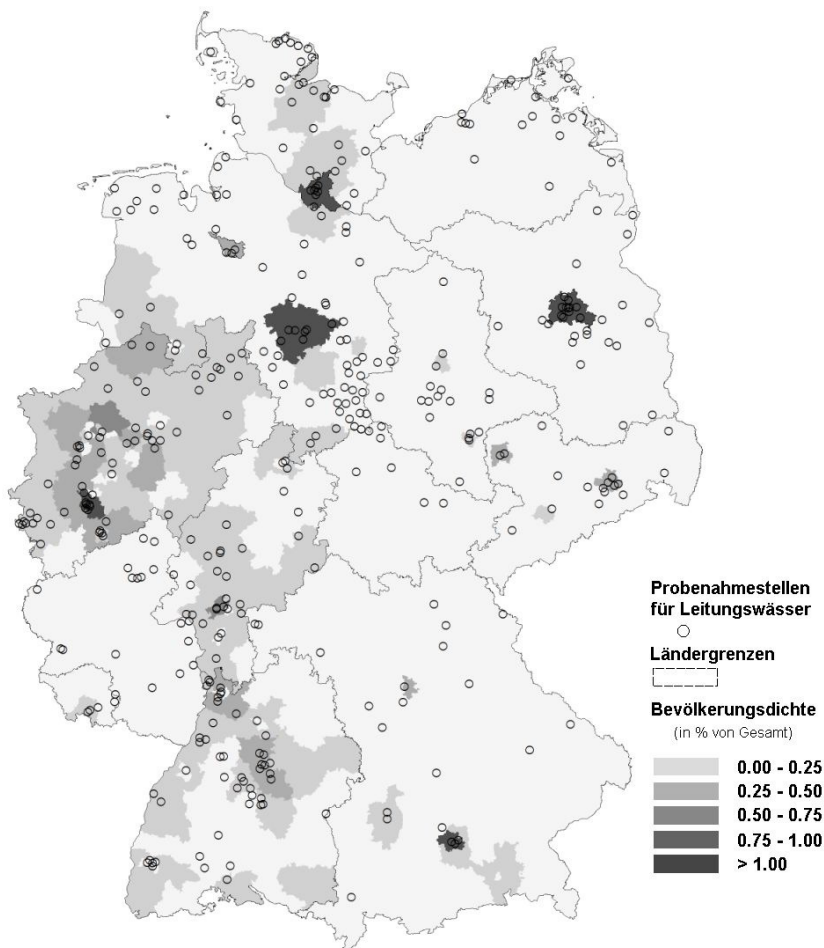 Probenahmestellen
für Leitungswässer
Ländergrenzen
Bevölkerungsdichte
(in % von Gesamt)
0.00 - 0.25
0.25 - 0.50
0.50 - 0.75
0.75 - 1.00
> 1.00